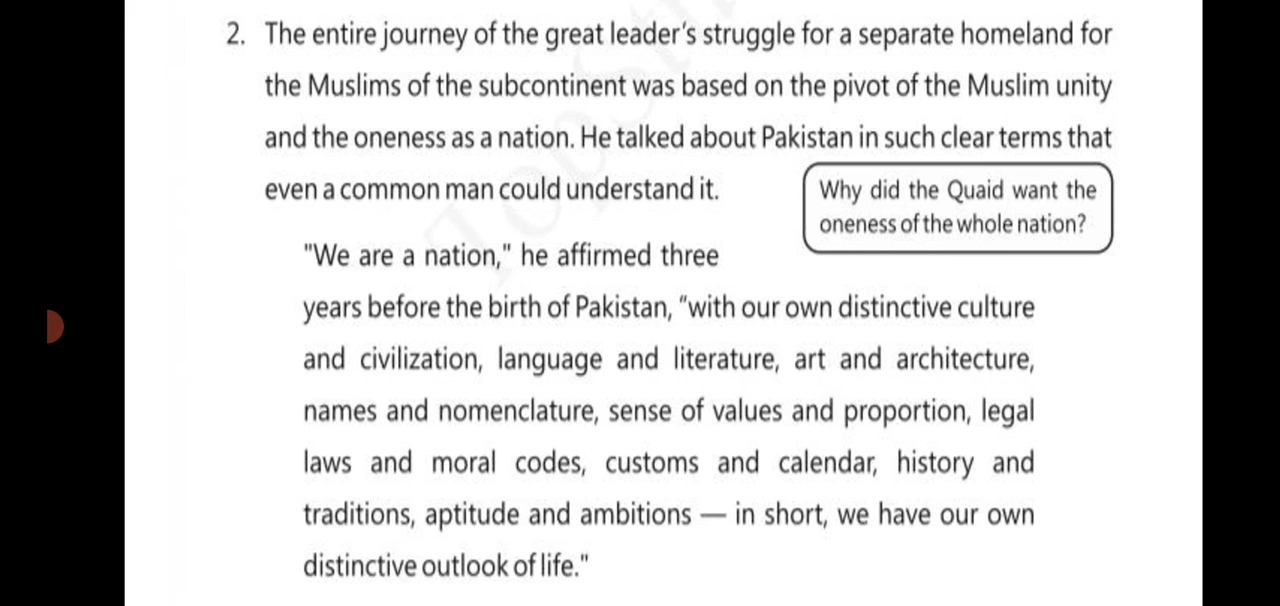 2. The entire journey of the great leader's struggle for a separate homeland for
the Muslims of the subcontinent was based on the pivot of the Muslim unity
and the oneness as a nation. He talked about Pakistan in such clear terms that
even a common man could understand it.
Why did the Quaid want the
oneness of the whole nation?
"We are a nation," he affirmed three
years before the birth of Pakistan, "with our own distinctive culture
and civilization, language and literature, art and architecture,
names and nomenclature, sense of values and proportion, legal
laws and moral codes, customs and calendar, history and
traditions, aptitude and ambitions — in short, we have our own
distinctive outlook of life."